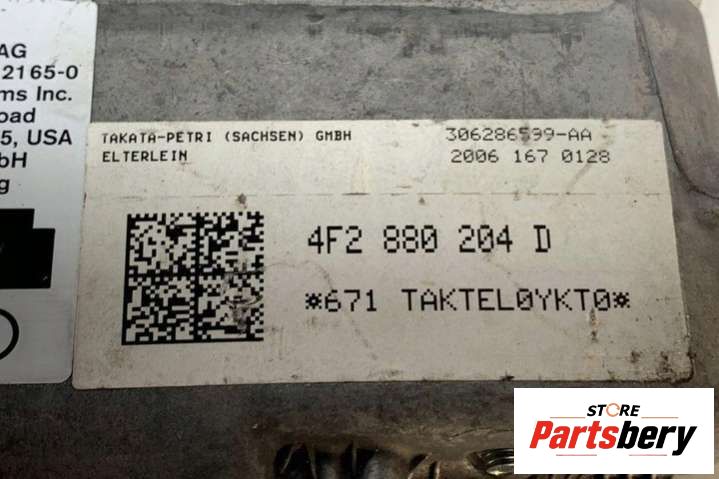 AG
2165-0
ms Inc.
oad
5, USA
bH
g
TAKATA-PETRI (SACHSEN) GMBH
ELTERLEIN
306286599-AA
2006 167 0128
4F2 880 204 D
*671 TAKTEL0YKT0*
STORE
Partsbery